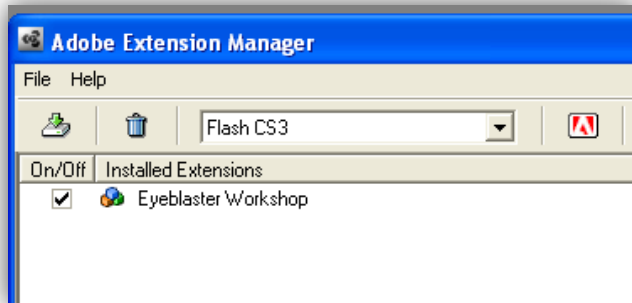 Adobe Extension Manager
File Help
Flash CS3
On/Off Installed Extensions
Eyeblaster Workshop